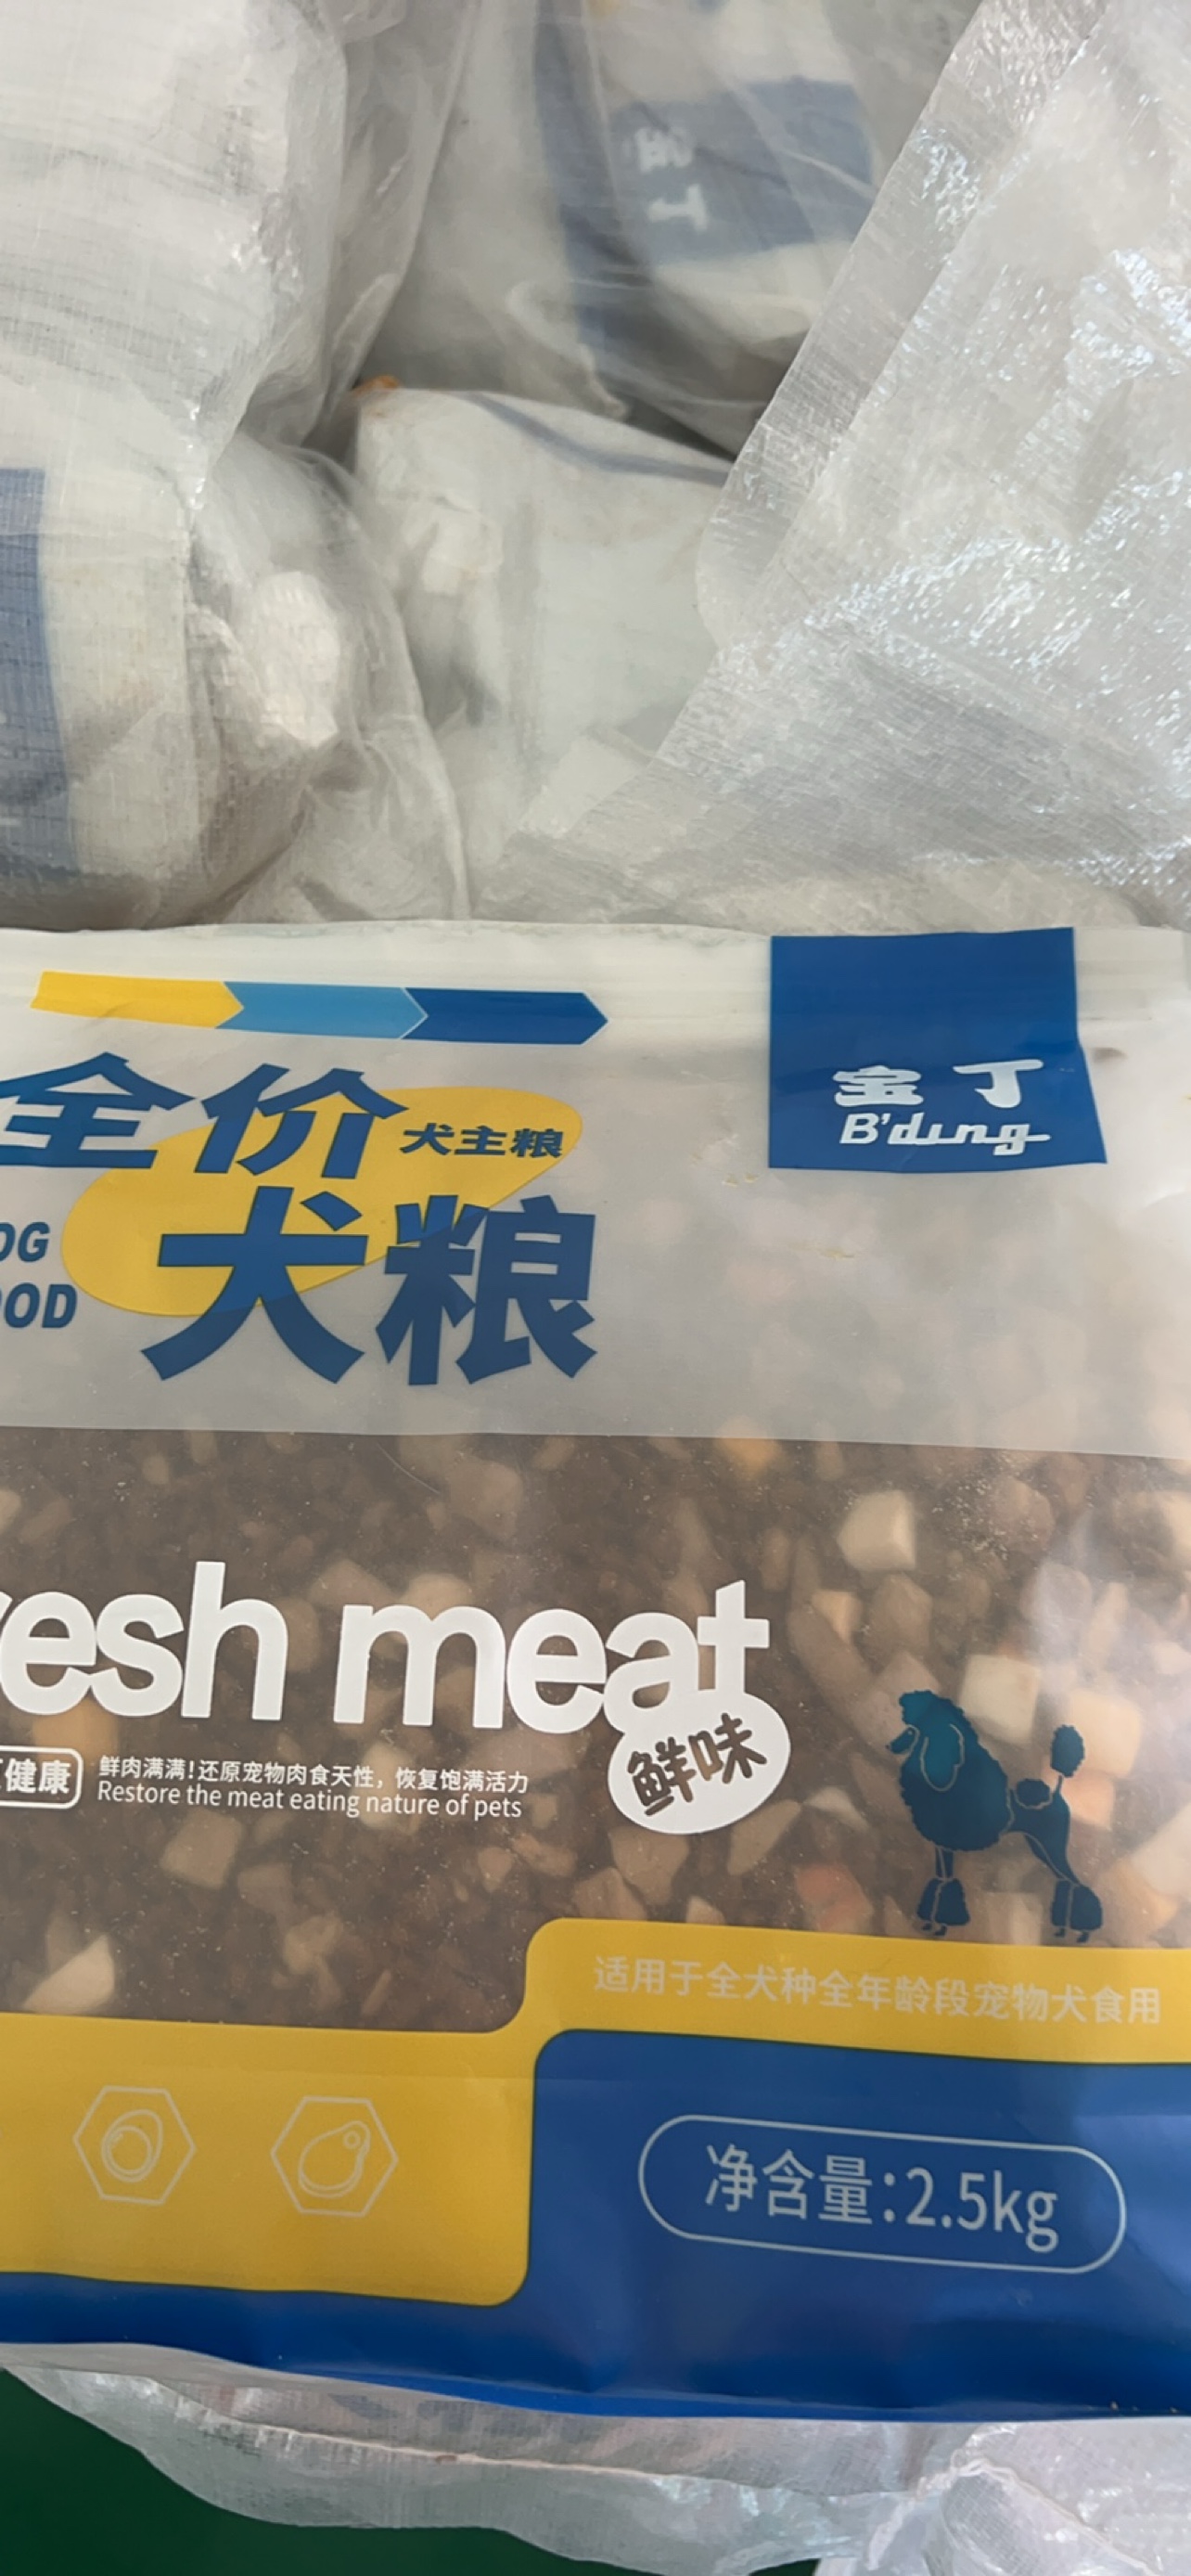 宝丁
宝丁
B'ding
全价
犬主粮
犬粮
OG
OOD
resh meat
鲜味
健康
鲜肉满满!还原宠物肉食天性，恢复饱满活力
Restore the meat eating nature of pets
适用于全犬种全年龄段宠物犬食用
净含量:2.5kg